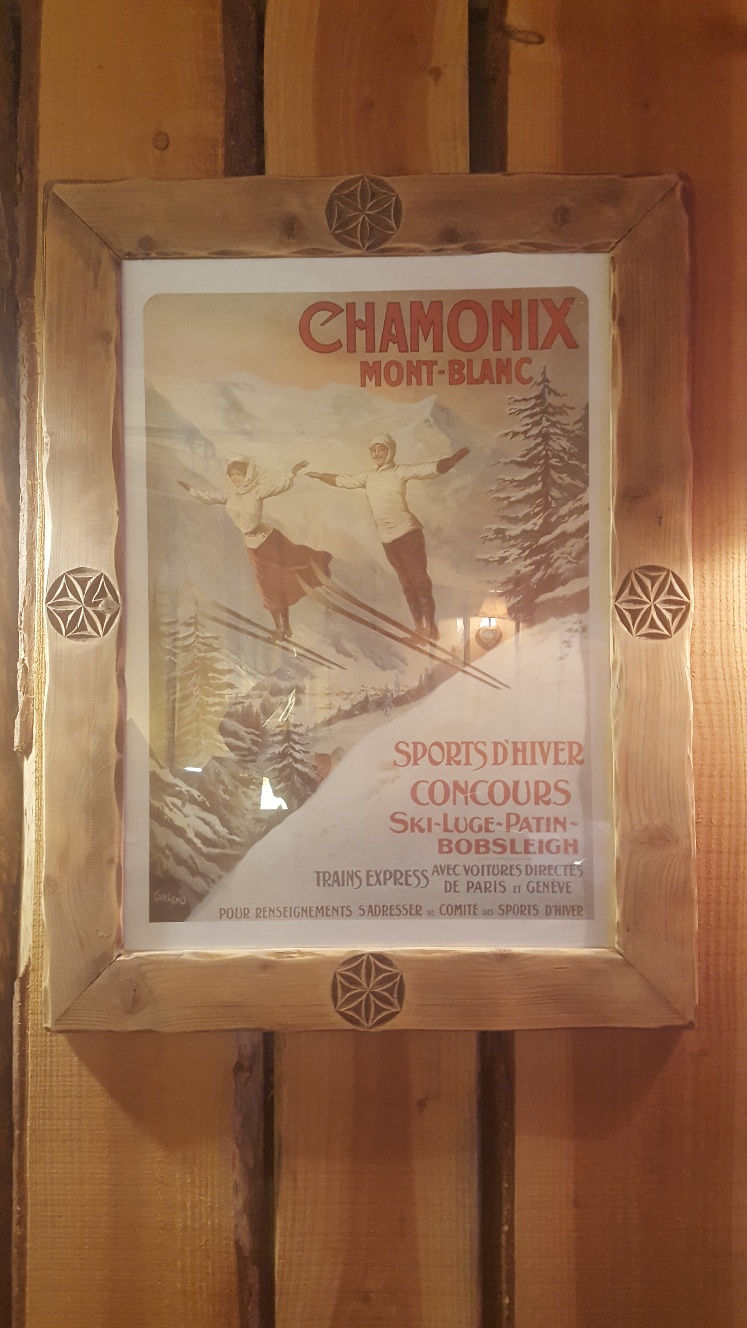 CHAMONIX
MONT-BLANC
SPORTS D'HIVER
CONCOURS
SKI-LUGE-PATIN-
BOBSLEIGH
TRAINS EXPRESS AVEC VOITURES DIRECTES
DE PARIS ET GENÈVE
POUR RENSEIGNEMENTS S'ADRESSER AU COMITÉ DES SPORTS D'HIVER